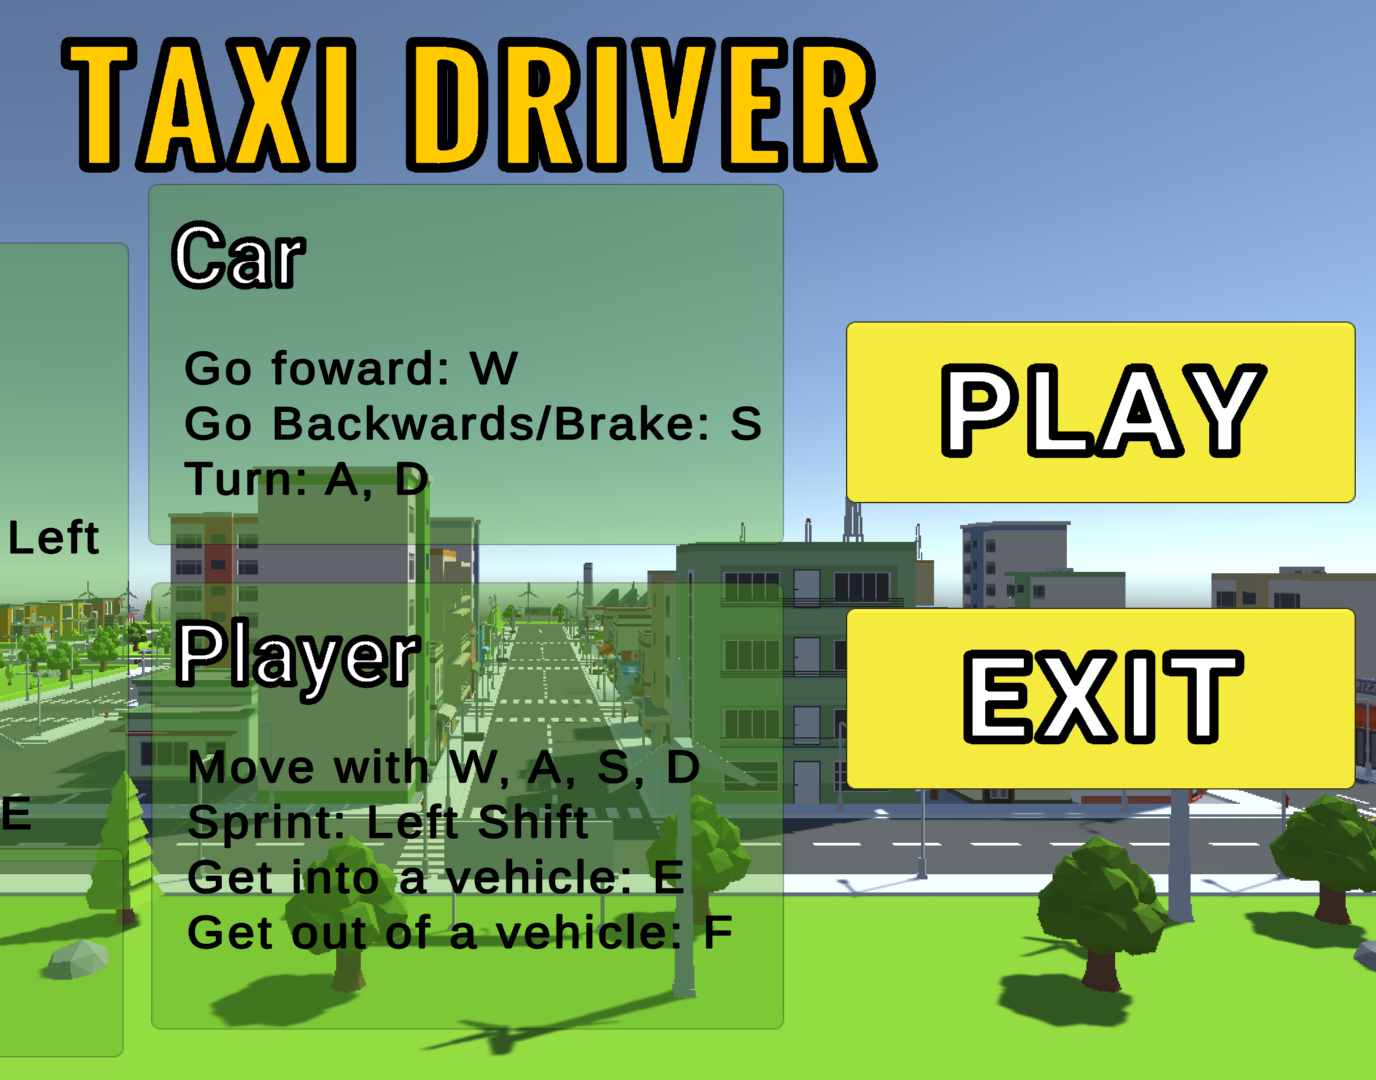 TAXI DRIVER
Car
Go foward: W
Go Backwards/Brake: S
Turn: A, D
Left
Player
Move with W, A, S, D
Sprint: Left Shift
Get into a vehicle: E
Get out of a vehicle: F
E
PLAY
EXIT